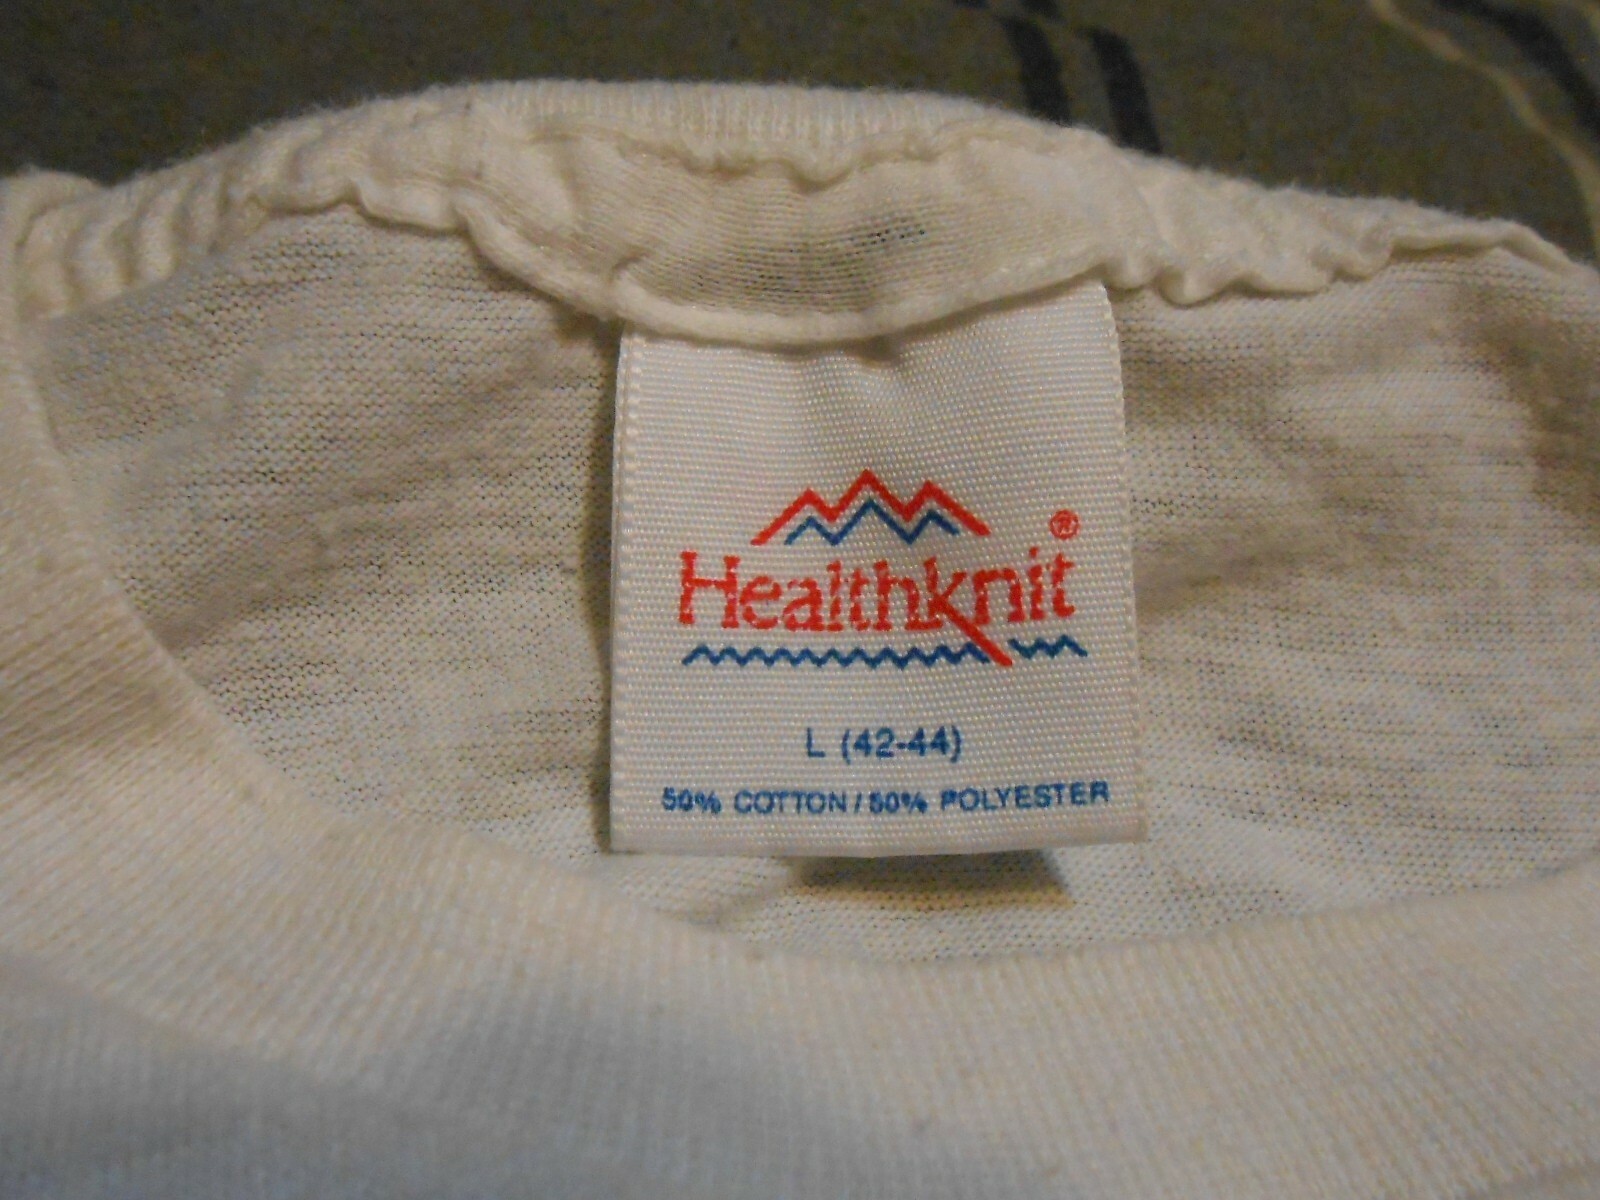 Healthknit®
L (42-44)
50% COTTON / 50% POLYESTER